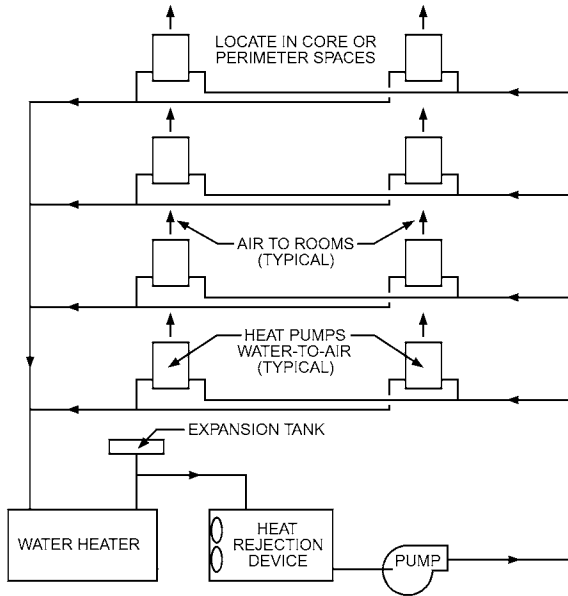 LOCATE IN CORE OR
PERIMETER SPACES
AIR TO ROOMS
(TYPICAL)
HEAT PUMPS
WATER-TO-AIR
(TYPICAL)
EXPANSION TANK
WATER HEATER
HEAT
REJECTION
DEVICE
PUMP